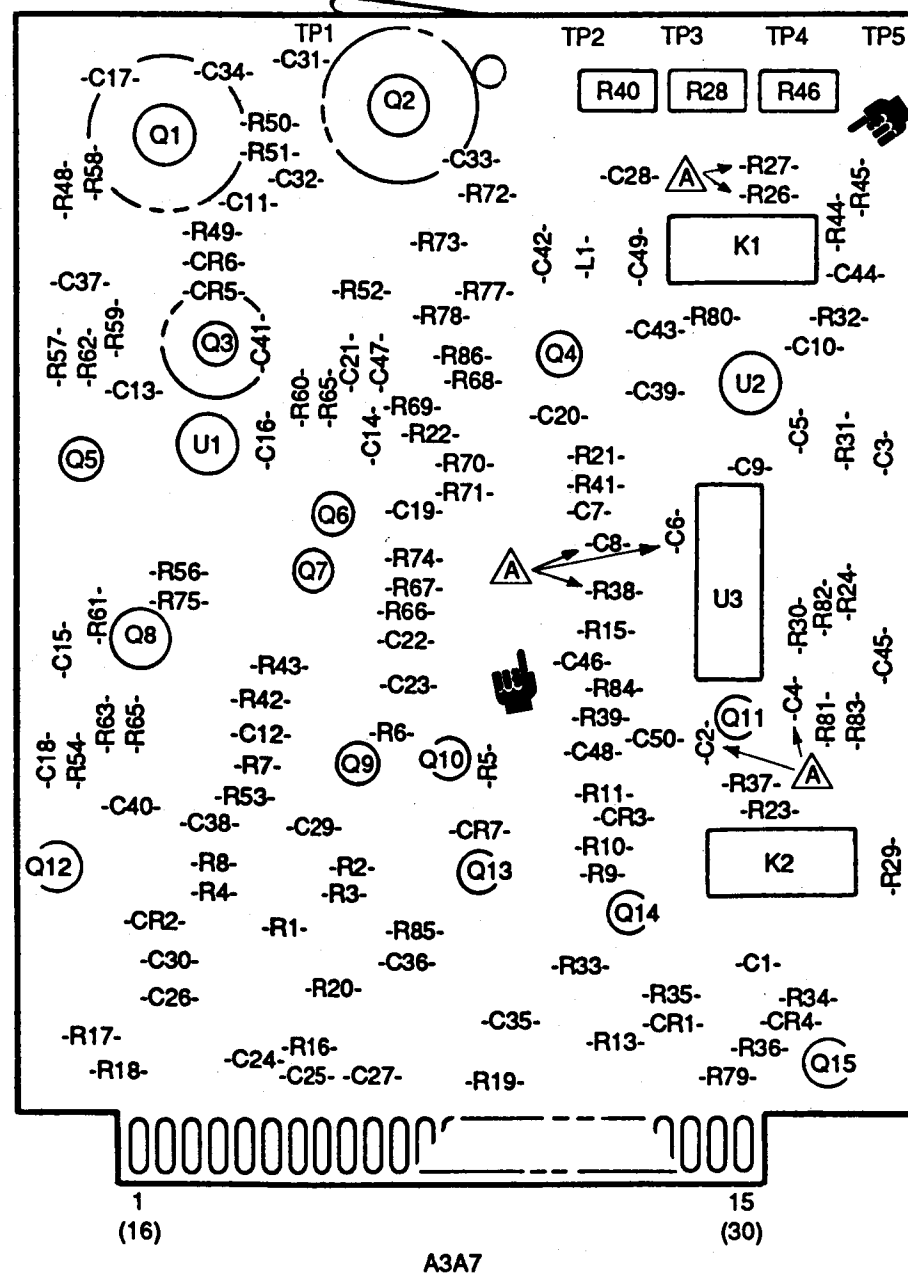 TP1 TP2 TP3 TP4 TP5
-C31-
-C17- -C34-
Q1 Q2 R40 R28 R46
-R50-
-R51- -C33-
-R48- -R58- -C32- -C28- A -R27-
-C11- -R72- -R26- -R45-
-R49- -R73- -C42- -L1- -C49- K1 -R44-
-CR6-
-C37- -CR5- -R52- -R77- -C44-
-R78- -C43- -R80- -R32-
-R57- -R62- -R59- Q3 -C41- -C21- -C47- -R86- Q4 -C10-
-R68- U2
-C13- -R60- -R65- -C39-
-R69- -C20-
Q5 U1 -C16- -C14- -R22- -C5- -R31- -C3-
-R70- -R21- -C9-
-R71- -R41-
Q6 -C19- -C7- -C6-
-C8-
-R56- Q7 -R74- A
-R75- -R67- -R38- U3
-R61- -R66- -R30- -R82- -R24-
-C15- Q8 -C22- -R15- -C45-
-R43- -C46-
-C23- -R84-
-R42- -C4-
-R63- -R65- -R39- Q11 -R81- -R83-
-C12- -R6- -C50- -C2-
-C18- -R54- -R7- Q9 Q10 -R5- -C48- A
-R37-
-C40- -R53- -R11- -R23-
-C38- -C29- -CR7- -CR3-
Q12 -R8- -R2- Q13 -R10- K2 -R29-
-R4- -R3- -R9-
-CR2- -R1- -R85- Q14
-C30- -C36- -R33- -C1-
-C26- -R20- -R35- -R34-
-C35- -CR1- -CR4-
-R17- -R16- -R13- -R36-
-C24- Q15
-R18- -C25- -C27- -R19- -R79-
1 15
(16) (30)
A3A7